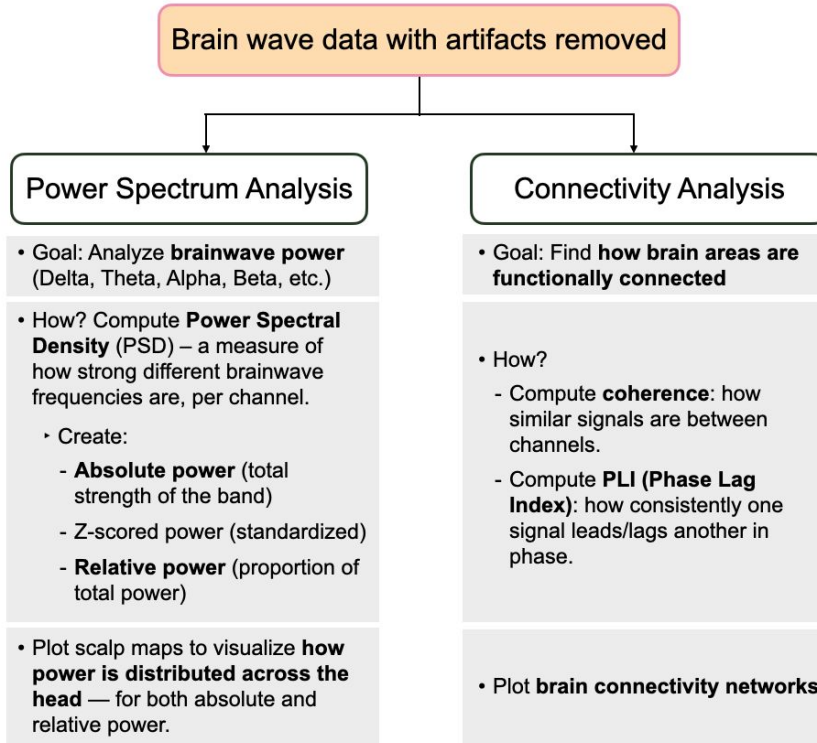 Brain wave data with artifacts removed
Power Spectrum Analysis
• Goal: Analyze brainwave power
(Delta, Theta, Alpha, Beta, etc.)
• How? Compute Power Spectral
Density (PSD) – a measure of
how strong different brainwave
frequencies are, per channel.
‣ Create:
- Absolute power (total
strength of the band)
- Z-scored power (standardized)
- Relative power (proportion of
total power)
• Plot scalp maps to visualize how
power is distributed across the
head — for both absolute and
relative power.
Connectivity Analysis
• Goal: Find how brain areas are
functionally connected
• How?
- Compute coherence: how
similar signals are between
channels.
- Compute PLI (Phase Lag
Index): how consistently one
signal leads/lags another in
phase.
• Plot brain connectivity networks